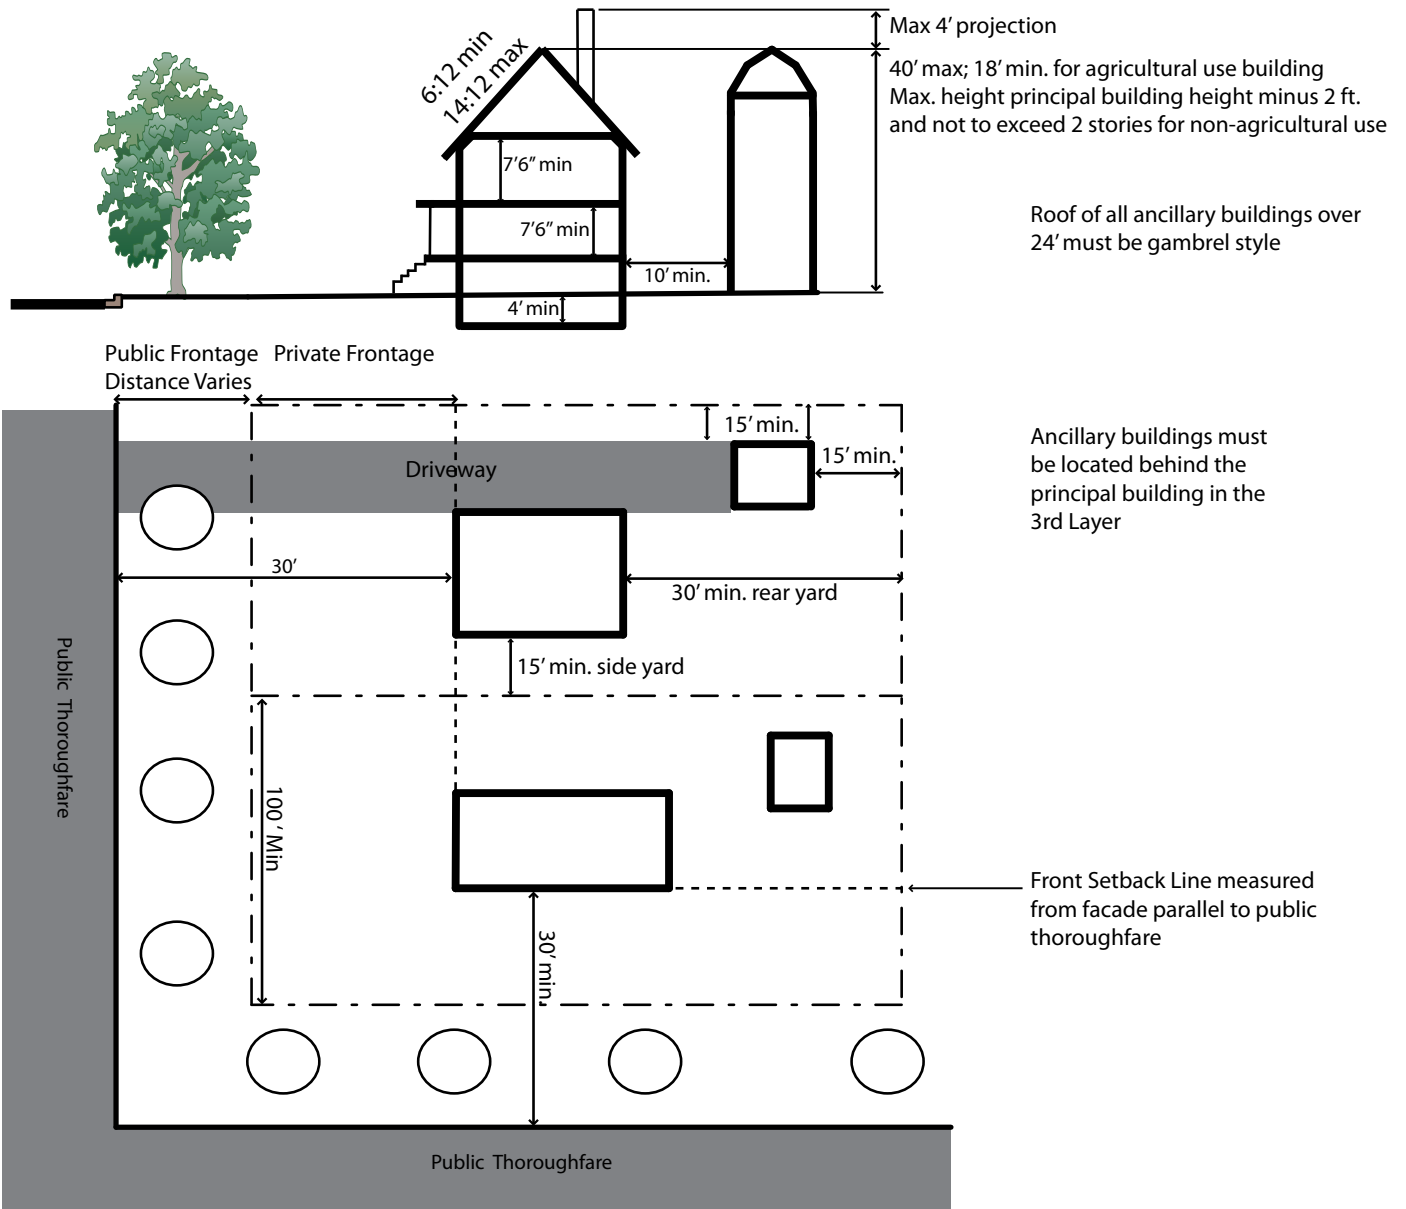 Max 4' projection
6:12 min
14:12 max
40' max; 18' min. for agricultural use building
Max. height principal building height minus 2 ft.
and not to exceed 2 stories for non-agricultural use
7'6" min
7'6" min
Roof of all ancillary buildings over
24' must be gambrel style
10' min.
4' min
Public Frontage
Distance Varies
Private Frontage
15' min.
15' min.
Driveway
Ancillary buildings must
be located behind the
principal building in the
3rd Layer
30'
30' min. rear yard
15' min. side yard
Public Thoroughfare
100' Min
Front Setback Line measured
from facade parallel to public
thoroughfare
30' min.
Public Thoroughfare